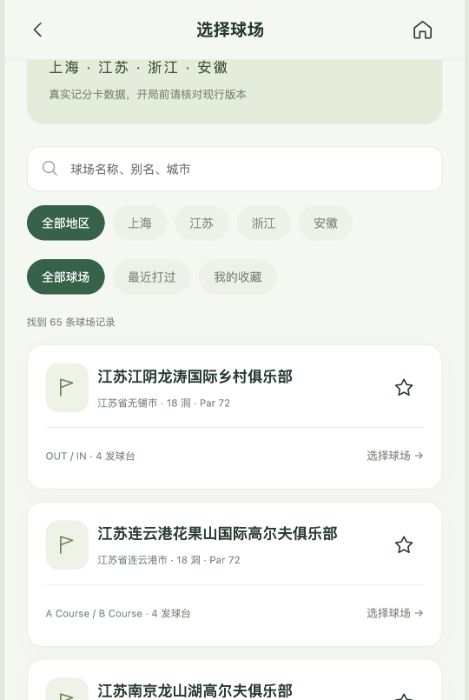 选择球场
上海 · 江苏 · 浙江 · 安徽
真实记分卡数据，开局前请核对现行版本
球场名称、别名、城市
全部地区 上海 江苏 浙江 安徽
全部球场 最近打过 我的收藏
找到 65 条球场记录
江苏江阴龙涛国际乡村俱乐部
江苏省无锡市 · 18 洞 · Par 72
OUT / IN · 4 发球台 选择球场 →
江苏连云港花果山国际高尔夫俱乐部
江苏省连云港市 · 18 洞 · Par 72
A Course / B Course · 4 发球台 选择球场 →
江苏南京龙山湖高尔夫俱乐部